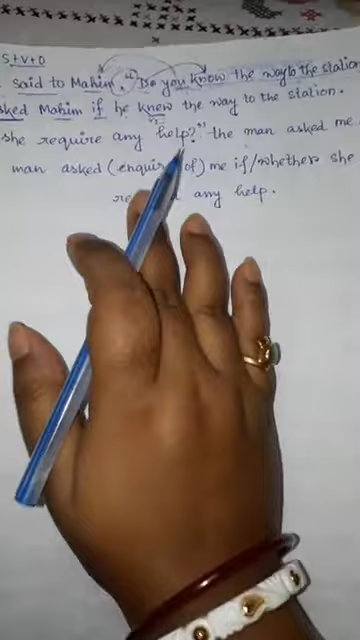 S+V+O
said to Mahim. "Do you know the way to the station
asked Mahim if he knew the way to the station.
she require any help?" the man asked me.
man asked (enquir of) me if/whether she
re d any help.